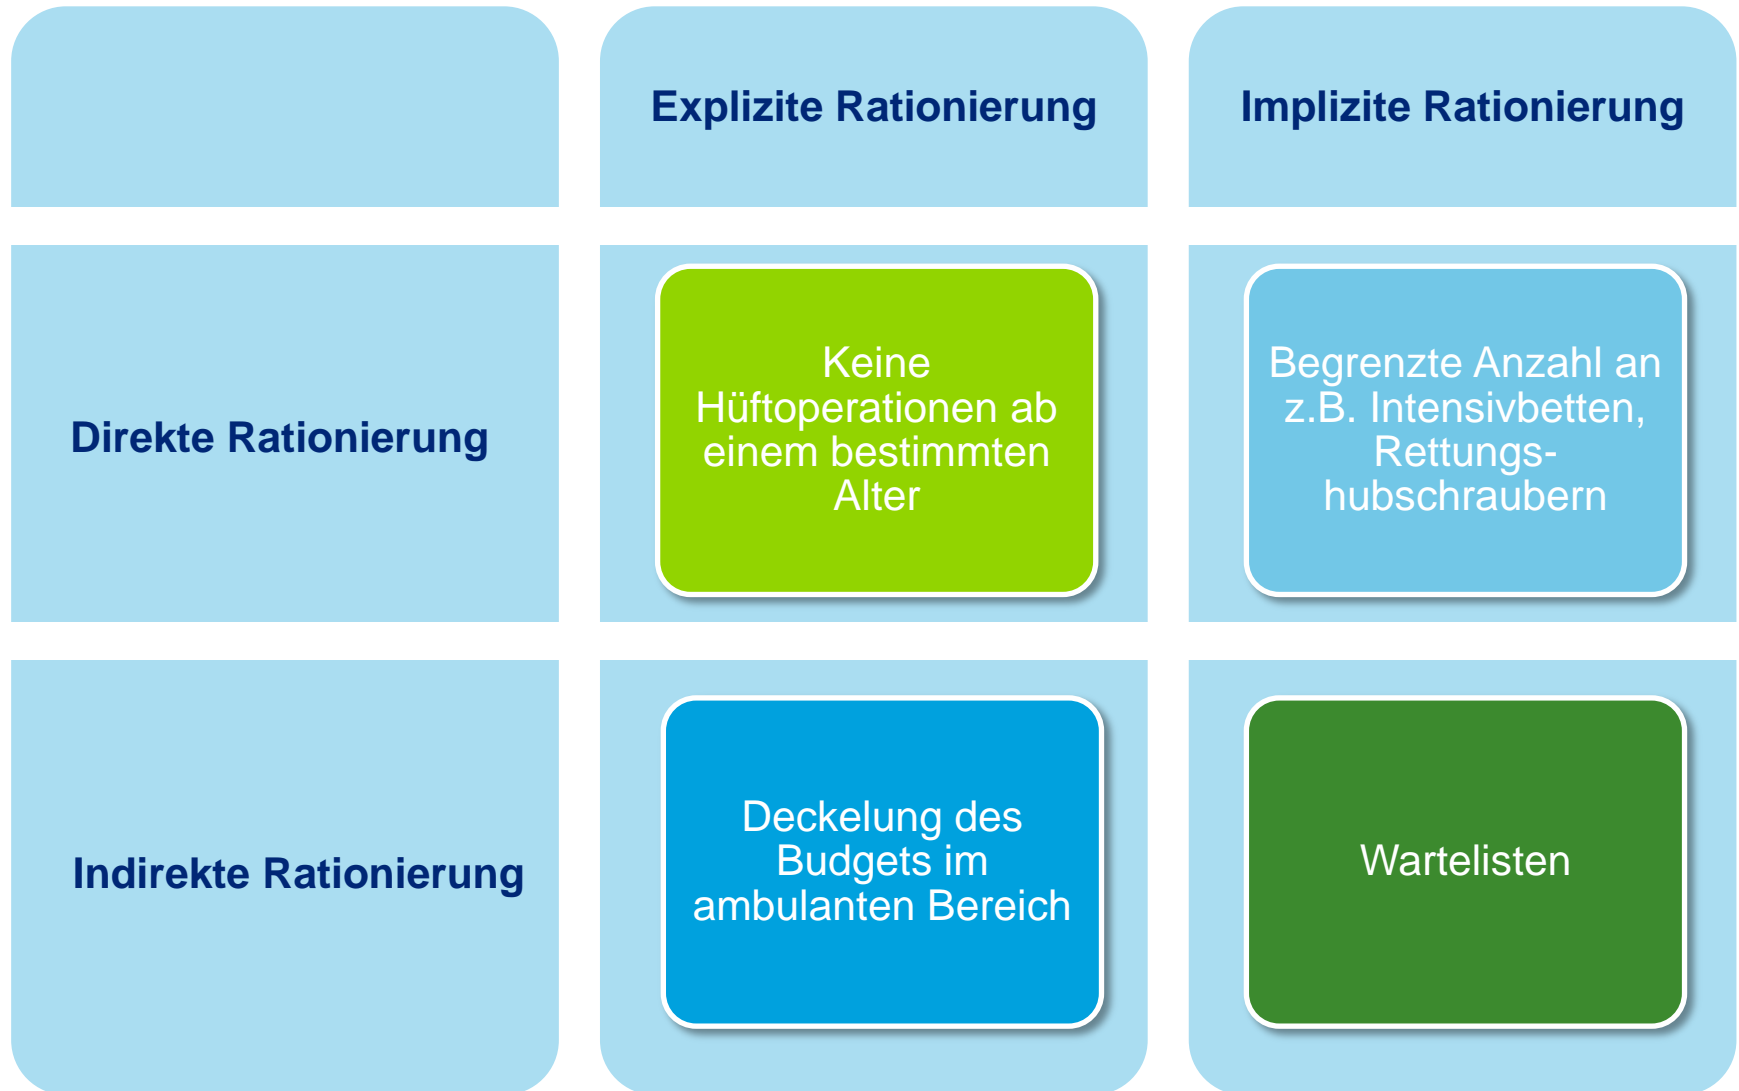 Explizite Rationierung
Implizite Rationierung
Direkte Rationierung
Keine
Hüftoperationen ab
einem bestimmten
Alter
Begrenzte Anzahl an
z.B. Intensivbetten,
Rettungs-
hubschraubern
Indirekte Rationierung
Deckelung des
Budgets im
ambulanten Bereich
Wartelisten